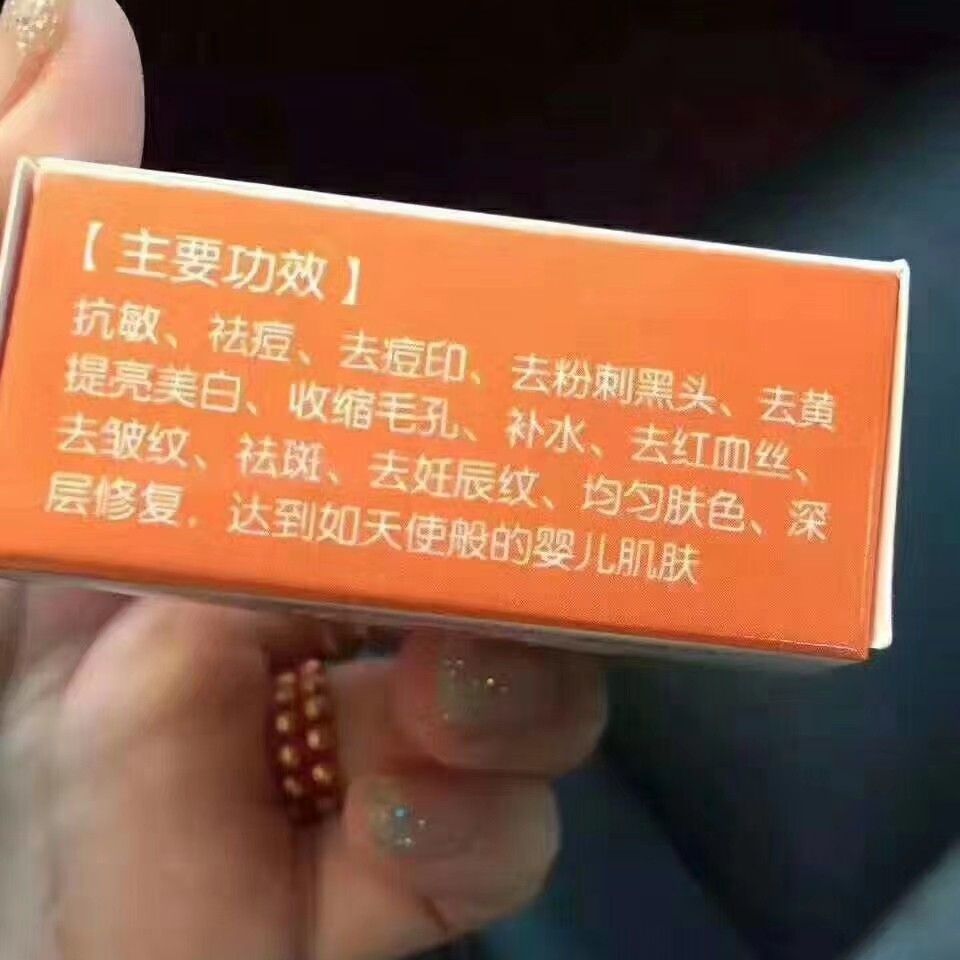 【主要功效】
抗敏、祛痘、去痘印、去粉刺黑头、去黄
提亮美白、收缩毛孔、补水、去红血丝、
去皱纹、祛斑、去妊辰纹、均匀肤色、深
层修复，达到如天使般的婴儿肌肤